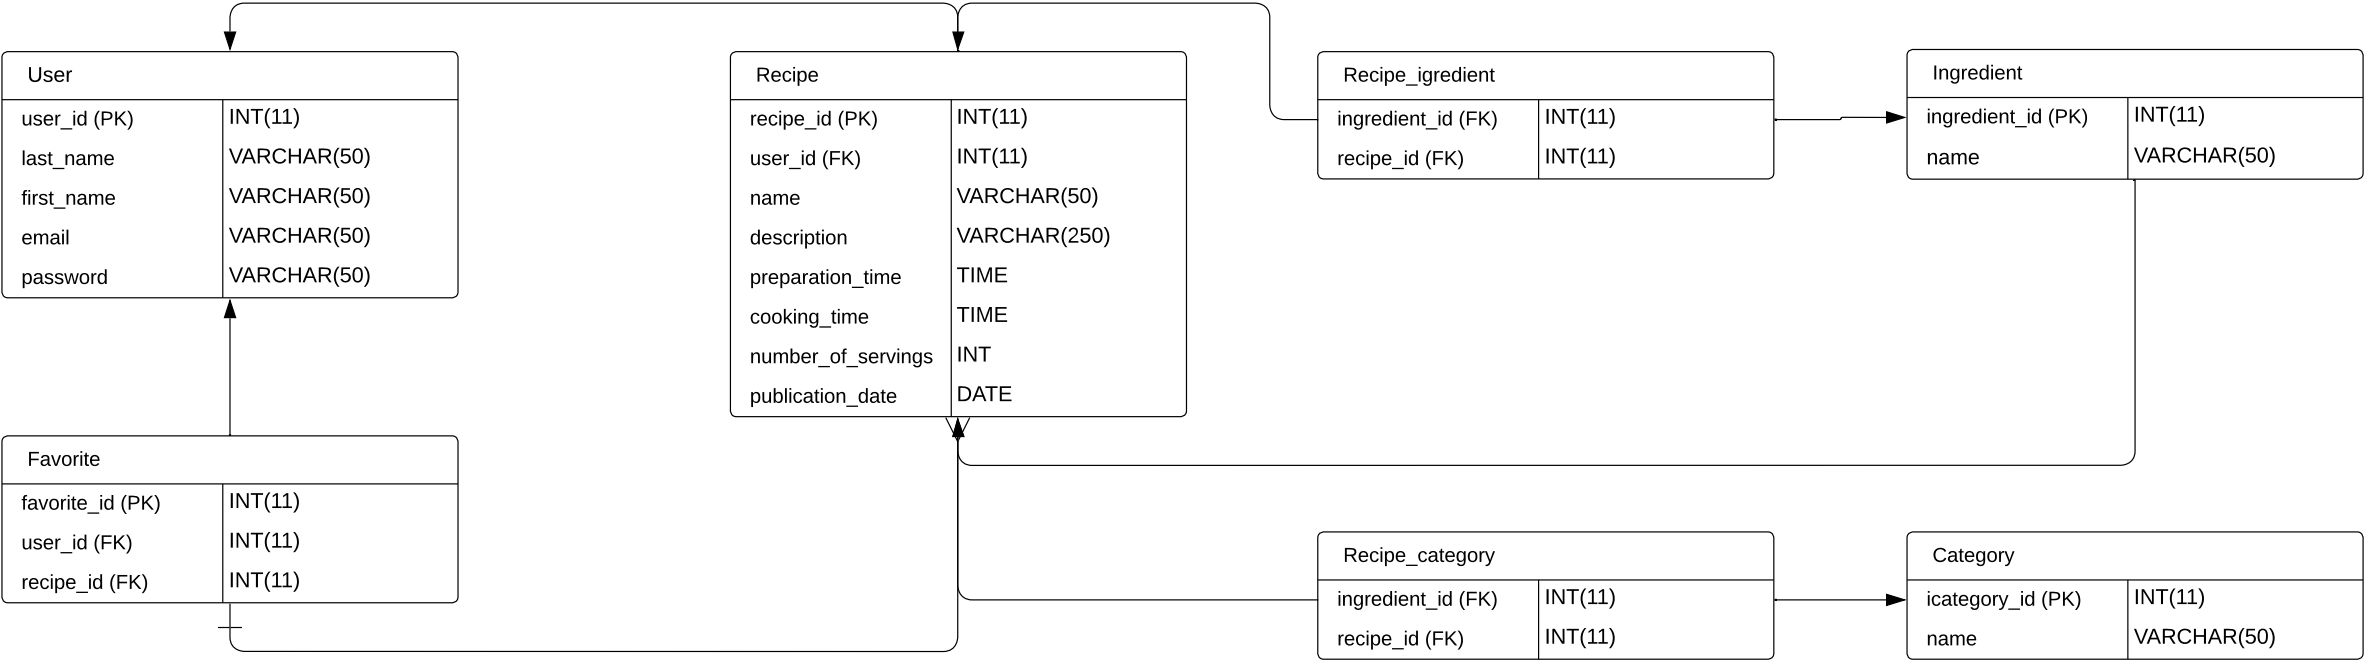 User
user_id (PK) INT(11)
last_name VARCHAR(50)
first_name VARCHAR(50)
email VARCHAR(50)
password VARCHAR(50)
Recipe
recipe_id (PK) INT(11)
user_id (FK) INT(11)
name VARCHAR(50)
description VARCHAR(250)
preparation_time TIME
cooking_time TIME
number_of_servings INT
publication_date DATE
Recipe_igredient
ingredient_id (FK) INT(11)
recipe_id (FK) INT(11)
Ingredient
ingredient_id (PK) INT(11)
name VARCHAR(50)
Favorite
favorite_id (PK) INT(11)
user_id (FK) INT(11)
recipe_id (FK) INT(11)
Recipe_category
ingredient_id (FK) INT(11)
recipe_id (FK) INT(11)
Category
icategory_id (PK) INT(11)
name VARCHAR(50)